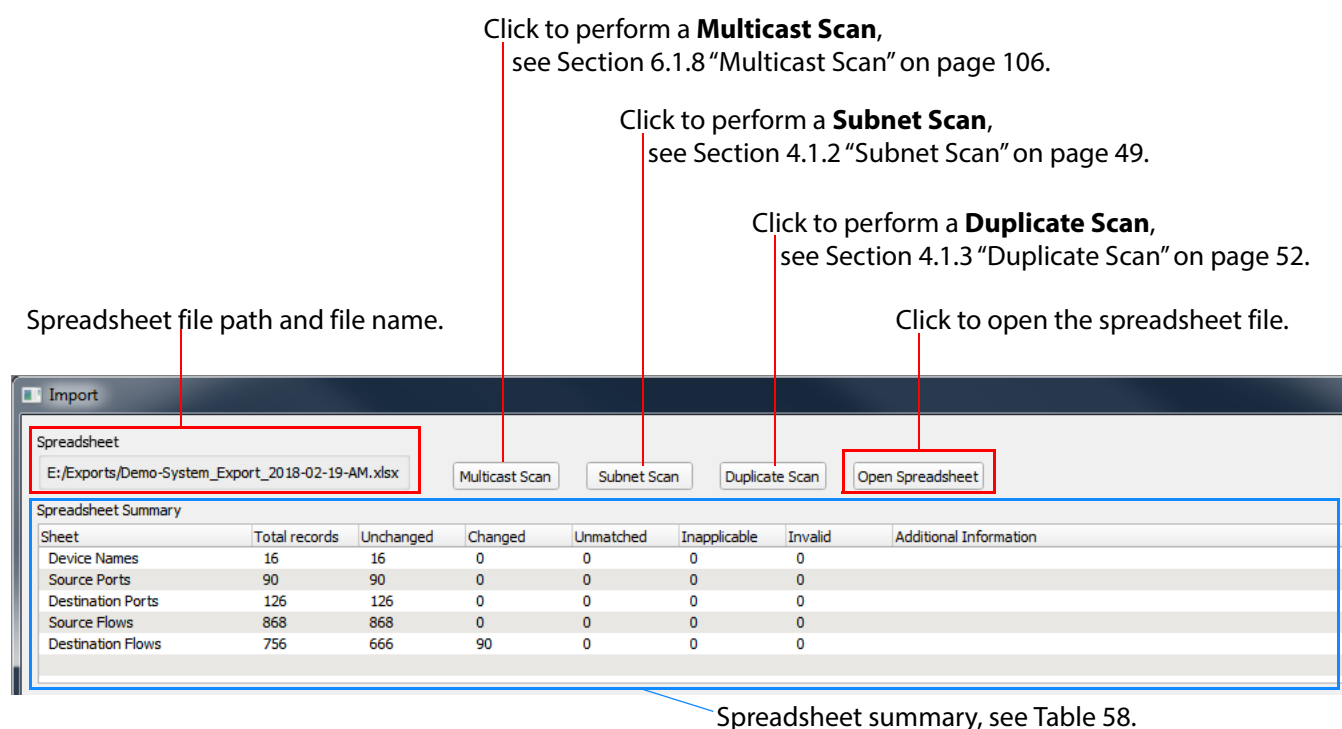 Click to perform a Multicast Scan,
see Section 6.1.8 “Multicast Scan” on page 106.
Click to perform a Subnet Scan,
see Section 4.1.2 “Subnet Scan” on page 49.
Click to perform a Duplicate Scan,
see Section 4.1.3 “Duplicate Scan” on page 52.
Spreadsheet file path and file name.
Click to open the spreadsheet file.
Import
Spreadsheet
E:/Exports/Demo-System_Export_2018-02-19-AM.xlsx Multicast Scan Subnet Scan Duplicate Scan Open Spreadsheet
Spreadsheet Summary
Sheet Total records Unchanged Changed Unmatched Inapplicable Invalid Additional Information
Device Names 16 16 0 0 0 0
Source Ports 90 90 0 0 0 0
Destination Ports 126 126 0 0 0 0
Source Flows 868 868 0 0 0 0
Destination Flows 756 666 90 0 0 0
Spreadsheet summary, see Table 58.